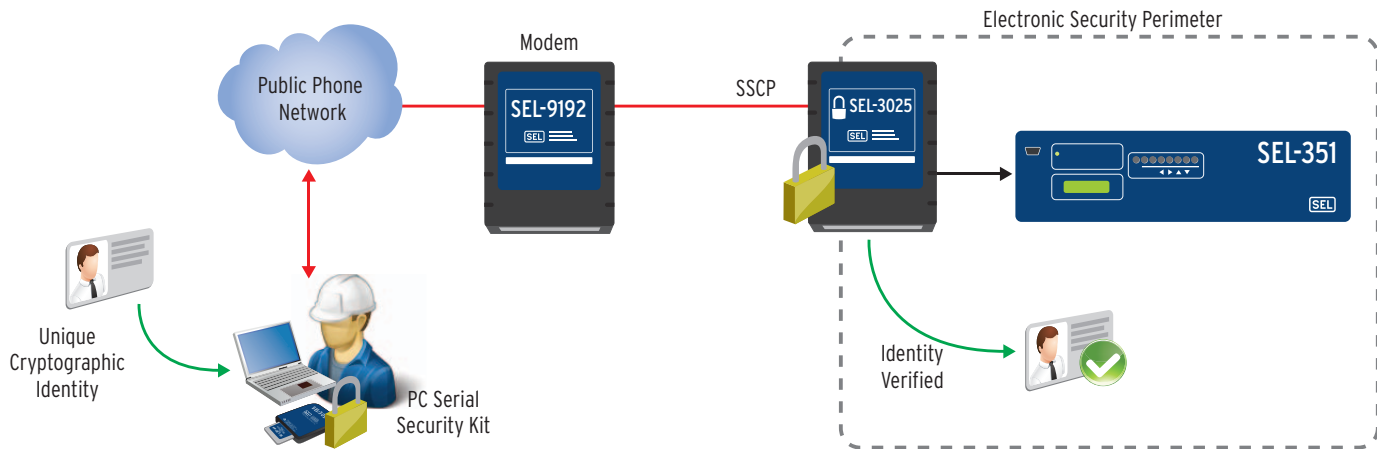 Electronic Security Perimeter
Modem
Public Phone
Network
SEL-9192
SEL
SSCP
SEL-3025
SEL
SEL-351
SEL
Unique
Cryptographic
Identity
PC Serial
Security Kit
Identity
Verified